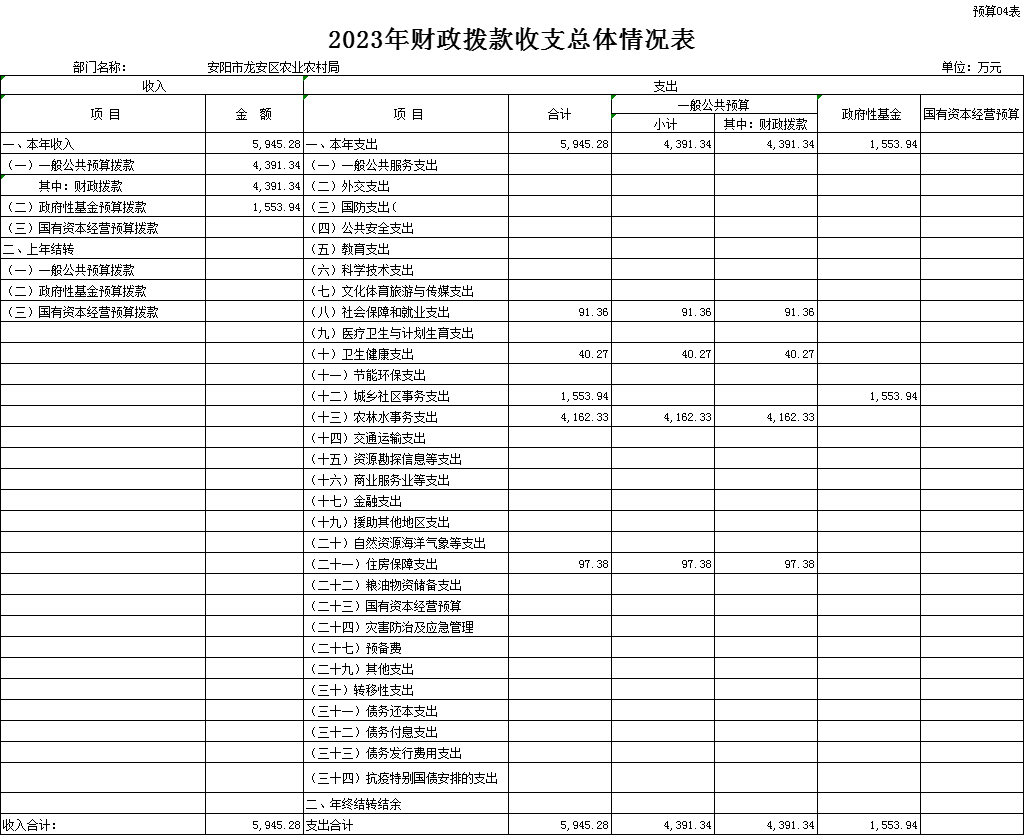 预算04表
2023年财政拨款收支总体情况表
部门名称: 安阳市龙安区农业农村局 单位: 万元
收入 支出
项 目 金 额 项 目 合计 一般公共预算 政府性基金 国有资本经营预算
小计 其中: 财政拨款
一、本年收入 5,945.28 一、本年支出 5,945.28 4,391.34 4,391.34 1,553.94
(一) 一般公共预算拨款 4,391.34 (一) 一般公共服务支出
其中: 财政拨款 4,391.34 (二) 外交支出
(二) 政府性基金预算拨款 1,553.94 (三) 国防支出(
(三) 国有资本经营预算拨款 (四) 公共安全支出
二、上年结转 (五) 教育支出
(一) 一般公共预算拨款 (六) 科学技术支出
(二) 政府性基金预算拨款 (七) 文化体育旅游与传媒支出
(三) 国有资本经营预算拨款 (八) 社会保障和就业支出 91.36 91.36 91.36
(九) 医疗卫生与计划生育支出
(十) 卫生健康支出 40.27 40.27 40.27
(十一) 节能环保支出
(十二) 城乡社区事务支出 1,553.94 1,553.94
(十三) 农林水事务支出 4,162.33 4,162.33 4,162.33
(十四) 交通运输支出
(十五) 资源勘探信息等支出
(十六) 商业服务业等支出
(十七) 金融支出
(十九) 援助其他地区支出
(二十) 自然资源海洋气象等支出
(二十一) 住房保障支出 97.38 97.38 97.38
(二十二) 粮油物资储备支出
(二十三) 国有资本经营预算
(二十四) 灾害防治及应急管理
(二十七) 预备费
(二十九) 其他支出
(三十) 转移性支出
(三十一) 债务还本支出
(三十二) 债务付息支出
(三十三) 债务发行费用支出
(三十四) 抗疫特别国债安排的支出
二、年终结转结余
收入合计: 5,945.28 支出合计 5,945.28 4,391.34 4,391.34 1,553.94